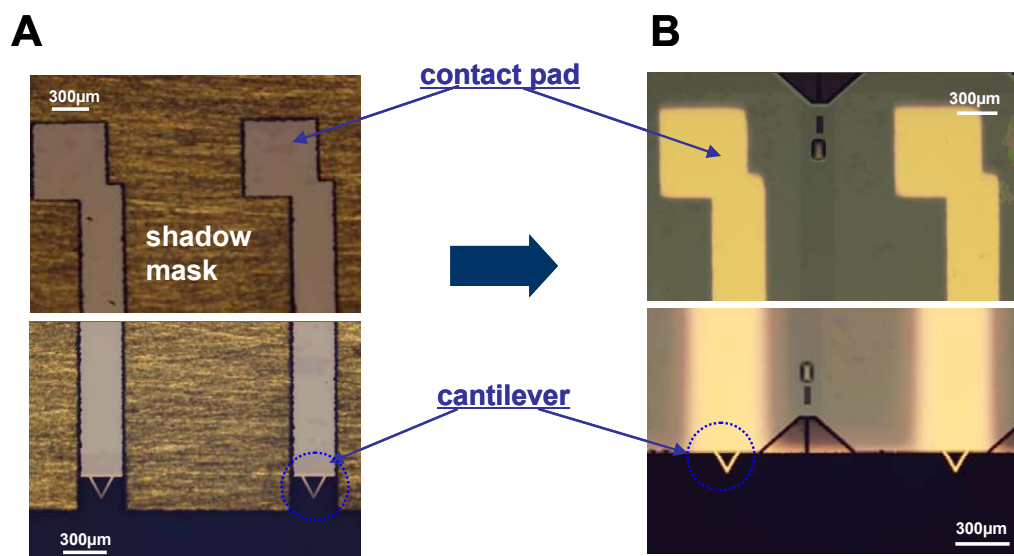 A
B
contact pad
300µm
300µm
shadow
mask
cantilever
300µm
300µm